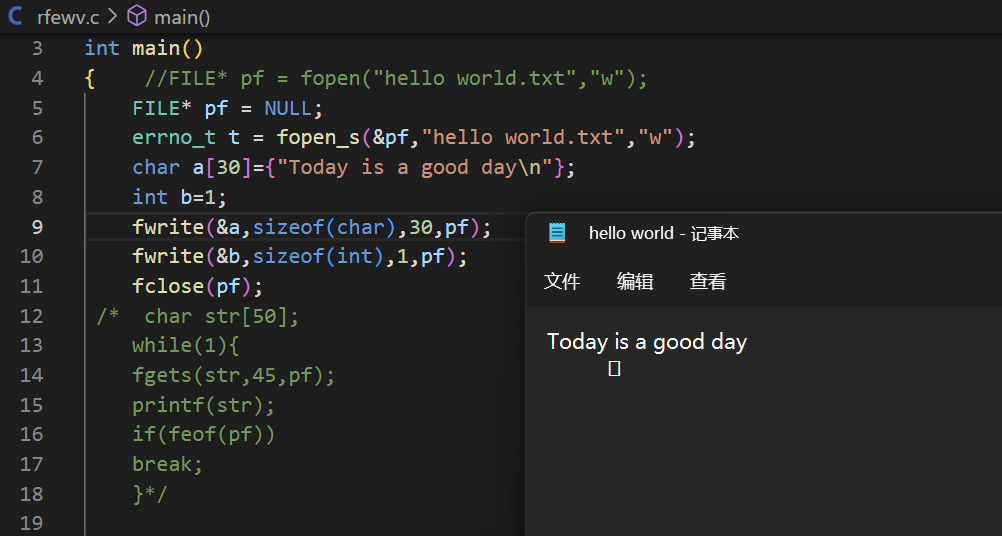 C rfewv.c > main()
3 int main()
4 { //FILE* pf = fopen("hello world.txt","w");
5 FILE* pf = NULL;
6 errno_t t = fopen_s(&pf,"hello world.txt","w");
7 char a[30]={"Today is a good day\n"};
8 int b=1;
9 fwrite(&a,sizeof(char),30,pf);
10 fwrite(&b,sizeof(int),1,pf);
11 fclose(pf);
12 /* char str[50];
13 while(1){
14 fgets(str,45,pf);
15 printf(str);
16 if(feof(pf))
17 break;
18 }*/
19
hello world - 记事本
文件 编辑 查看
Today is a good day